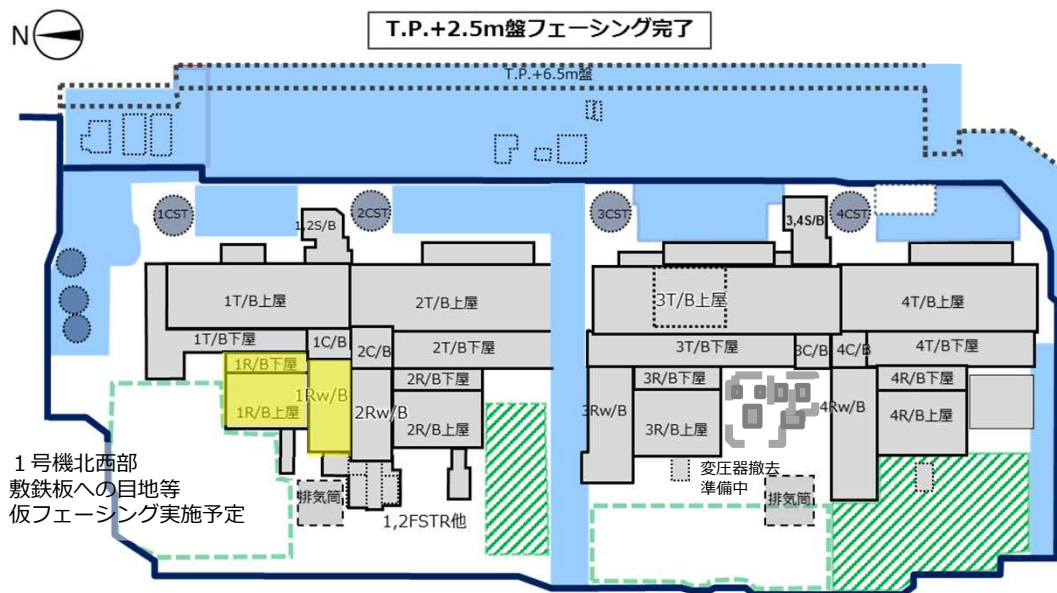 N
T.P.+2.5m盤フェーシング完了
T.P.+6.5m盤
1CST
2CST
3CST
4CST
1,2S/B
3,4S/B
1T/B上屋
2T/B上屋
3T/B上屋
4T/B上屋
1T/B下屋
1C/B
2C/B
2T/B下屋
3T/B下屋
3C/B
4C/B
4T/B下屋
1R/B下屋
1Rw/B
2R/B下屋
3R/B下屋
4R/B下屋
1R/B上屋
2Rw/B
2R/B上屋
3Rw/B
3R/B上屋
4Rw/B
4R/B上屋
1号機北西部
敷鉄板への目地等
仮フェーシング実施予定
排気筒
1,2FSTR他
変圧器撤去
準備中
排気筒